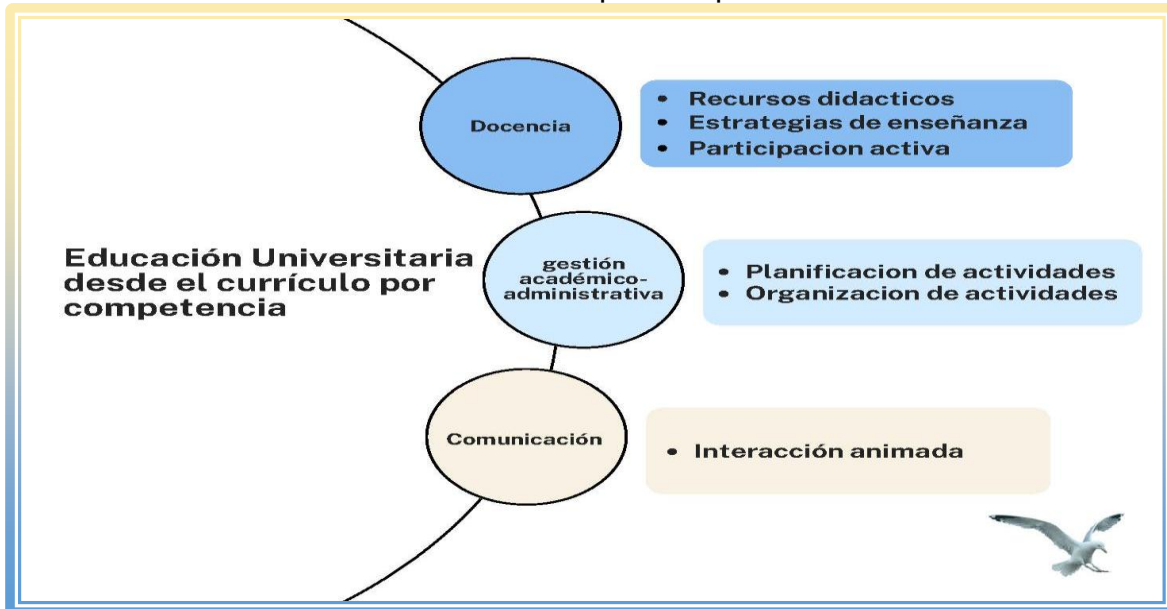 Educación Universitaria
desde el currículo por
competencia
Docencia
• Recursos didacticos
• Estrategias de enseñanza
• Participacion activa
gestión
académico-
administrativa
• Planificacion de actividades
• Organizacion de actividades
Comunicación
• Interacción animada